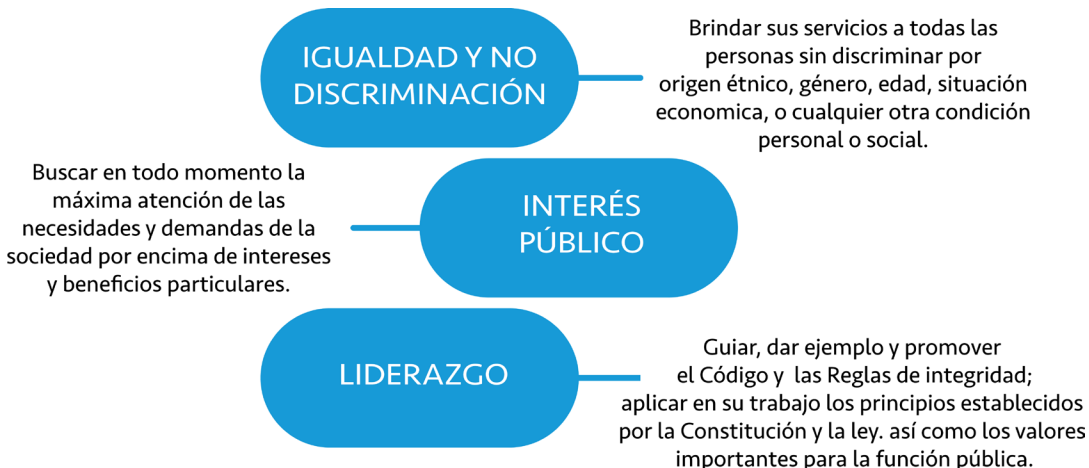 IGUALDAD Y NO
DISCRIMINACIÓN
Brindar sus servicios a todas las
personas sin discriminar por
origen étnico, género, edad, situación
economica, o cualquier otra condición
personal o social.
Buscar en todo momento la
máxima atención de las
necesidades y demandas de la
sociedad por encima de intereses
y beneficios particulares.
INTERÉS
PÚBLICO
LIDERAZGO
Guiar, dar ejemplo y promover
el Código y las Reglas de integridad;
aplicar en su trabajo los principios establecidos
por la Constitución y la ley. así como los valores
importantes para la función pública.